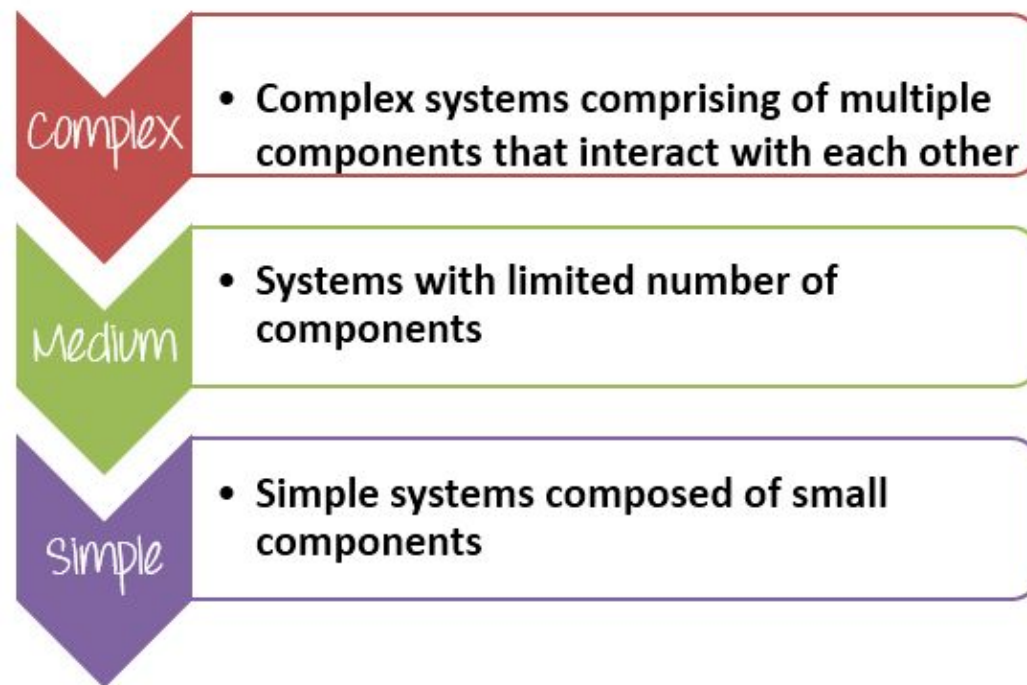 Complex
• Complex systems comprising of multiple
components that interact with each other
Medium
• Systems with limited number of
components
Simple
• Simple systems composed of small
components